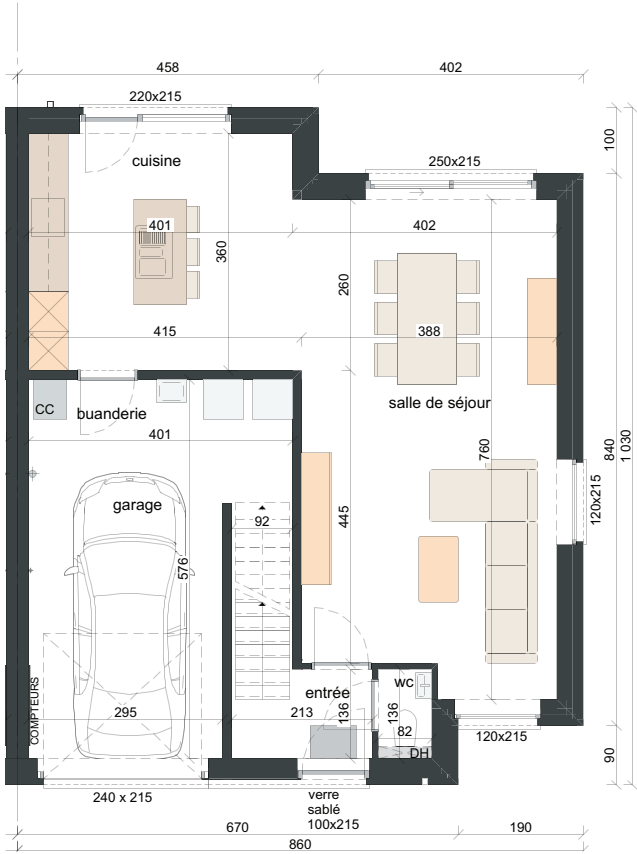 458
402
220x215
cuisine
250x215
100
401
402
360
260
415
388
CC
buanderie
salle de séjour
401
760
840
1 030
garage
120x215
92
445
576
COMPTEURS
entrée
wc
295
213
136
136
82
DH
120x215
90
240 x 215
verre
sablé
100x215
670
190
860